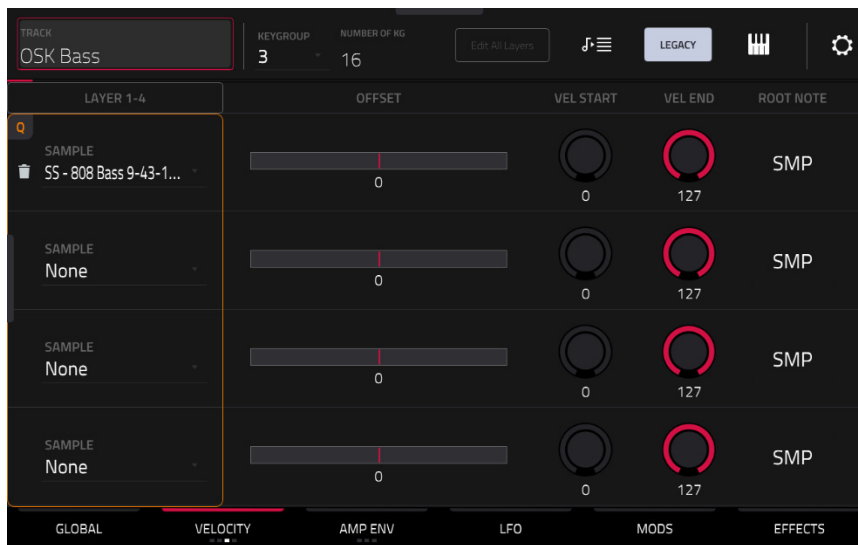 TRACK
OSK Bass
KEYGROUP
3
NUMBER OF KG
16
Edit All Layers
LEGACY
LAYER 1-4 OFFSET VEL START VEL END ROOT NOTE
Q
SAMPLE
SS - 808 Bass 9-43-1...
0 0 127 SMP
SAMPLE
None
0 0 127 SMP
SAMPLE
None
0 0 127 SMP
SAMPLE
None
0 0 127 SMP
GLOBAL VELOCITY AMP ENV LFO MODS EFFECTS